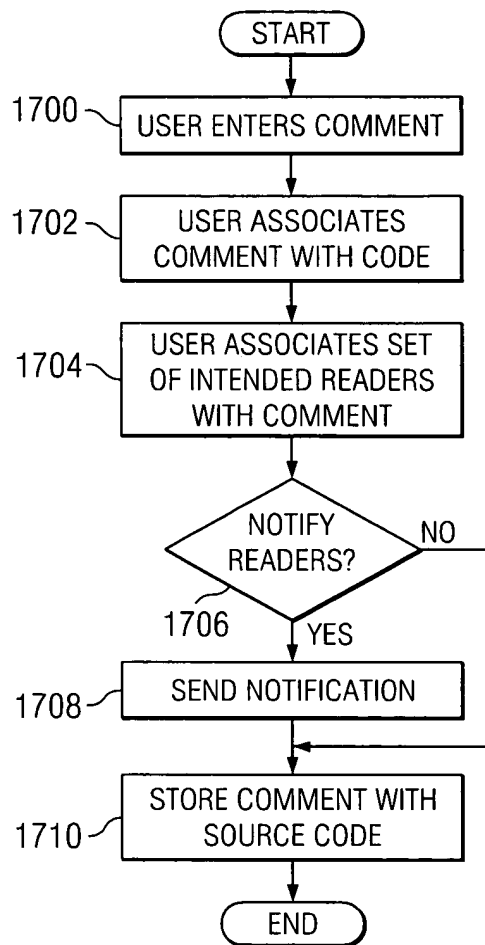 START
1700
USER ENTERS COMMENT
1702
USER ASSOCIATES
COMMENT WITH CODE
1704
USER ASSOCIATES SET
OF INTENDED READERS
WITH COMMENT
NOTIFY
READERS?
NO
1706
YES
1708
SEND NOTIFICATION
STORE COMMENT WITH
SOURCE CODE
1710
END